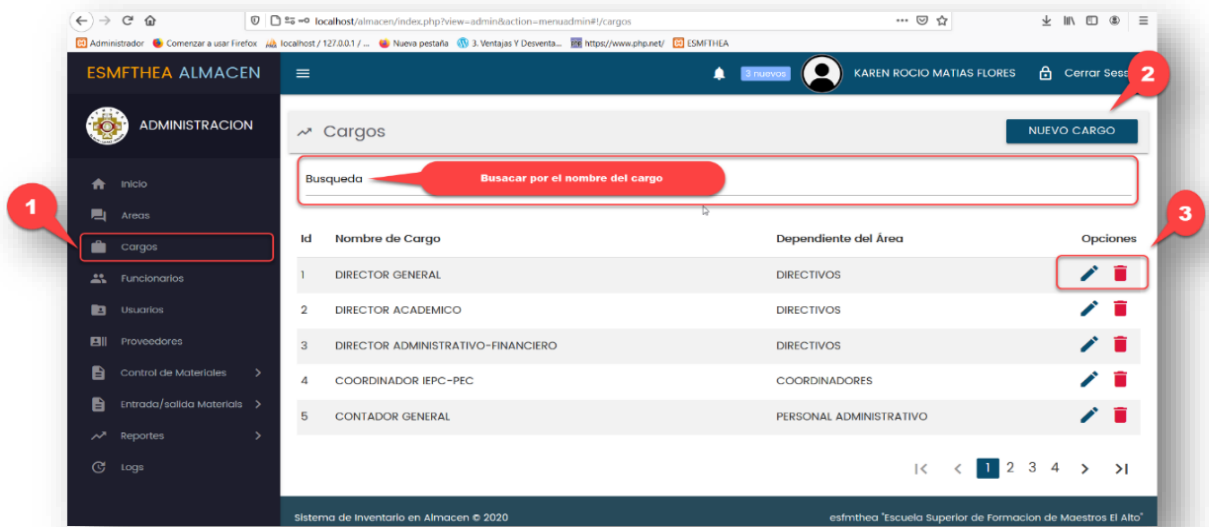 localhost/almacen/index.php?view=admin&action=menuadmin#!/cargos
Administrador Comenzar a usar Firefox localhost / 127.0.0.1 / ... Nueva pestaña 3. Ventajas Y Desventa... https://www.php.net/ ESMFTHEA
ESMFTHEA ALMACEN 3 nuevos KAREN ROCIO MATIAS FLORES Cerrar Sess
2
ADMINISTRACION
Cargos NUEVO CARGO
Busqueda Busacar por el nombre del cargo
1
3
Inicio
Areas
Cargos
Funcionarios
Usuarios
Proveedores
Control de Materiales >
Entrada/salida Materials >
Reportes >
Logs
Id Nombre de Cargo Dependiente del Área Opciones
1 DIRECTOR GENERAL DIRECTIVOS
2 DIRECTOR ACADEMICO DIRECTIVOS
3 DIRECTOR ADMINISTRATIVO-FINANCIERO DIRECTIVOS
4 COORDINADOR IEPC-PEC COORDINADORES
5 CONTADOR GENERAL PERSONAL ADMINISTRATIVO
|< < 1 2 3 4 > >|
Sistema de Inventario en Almacen © 2020 esfmthea "Escuela Superior de Formacion de Maestros El Alto"